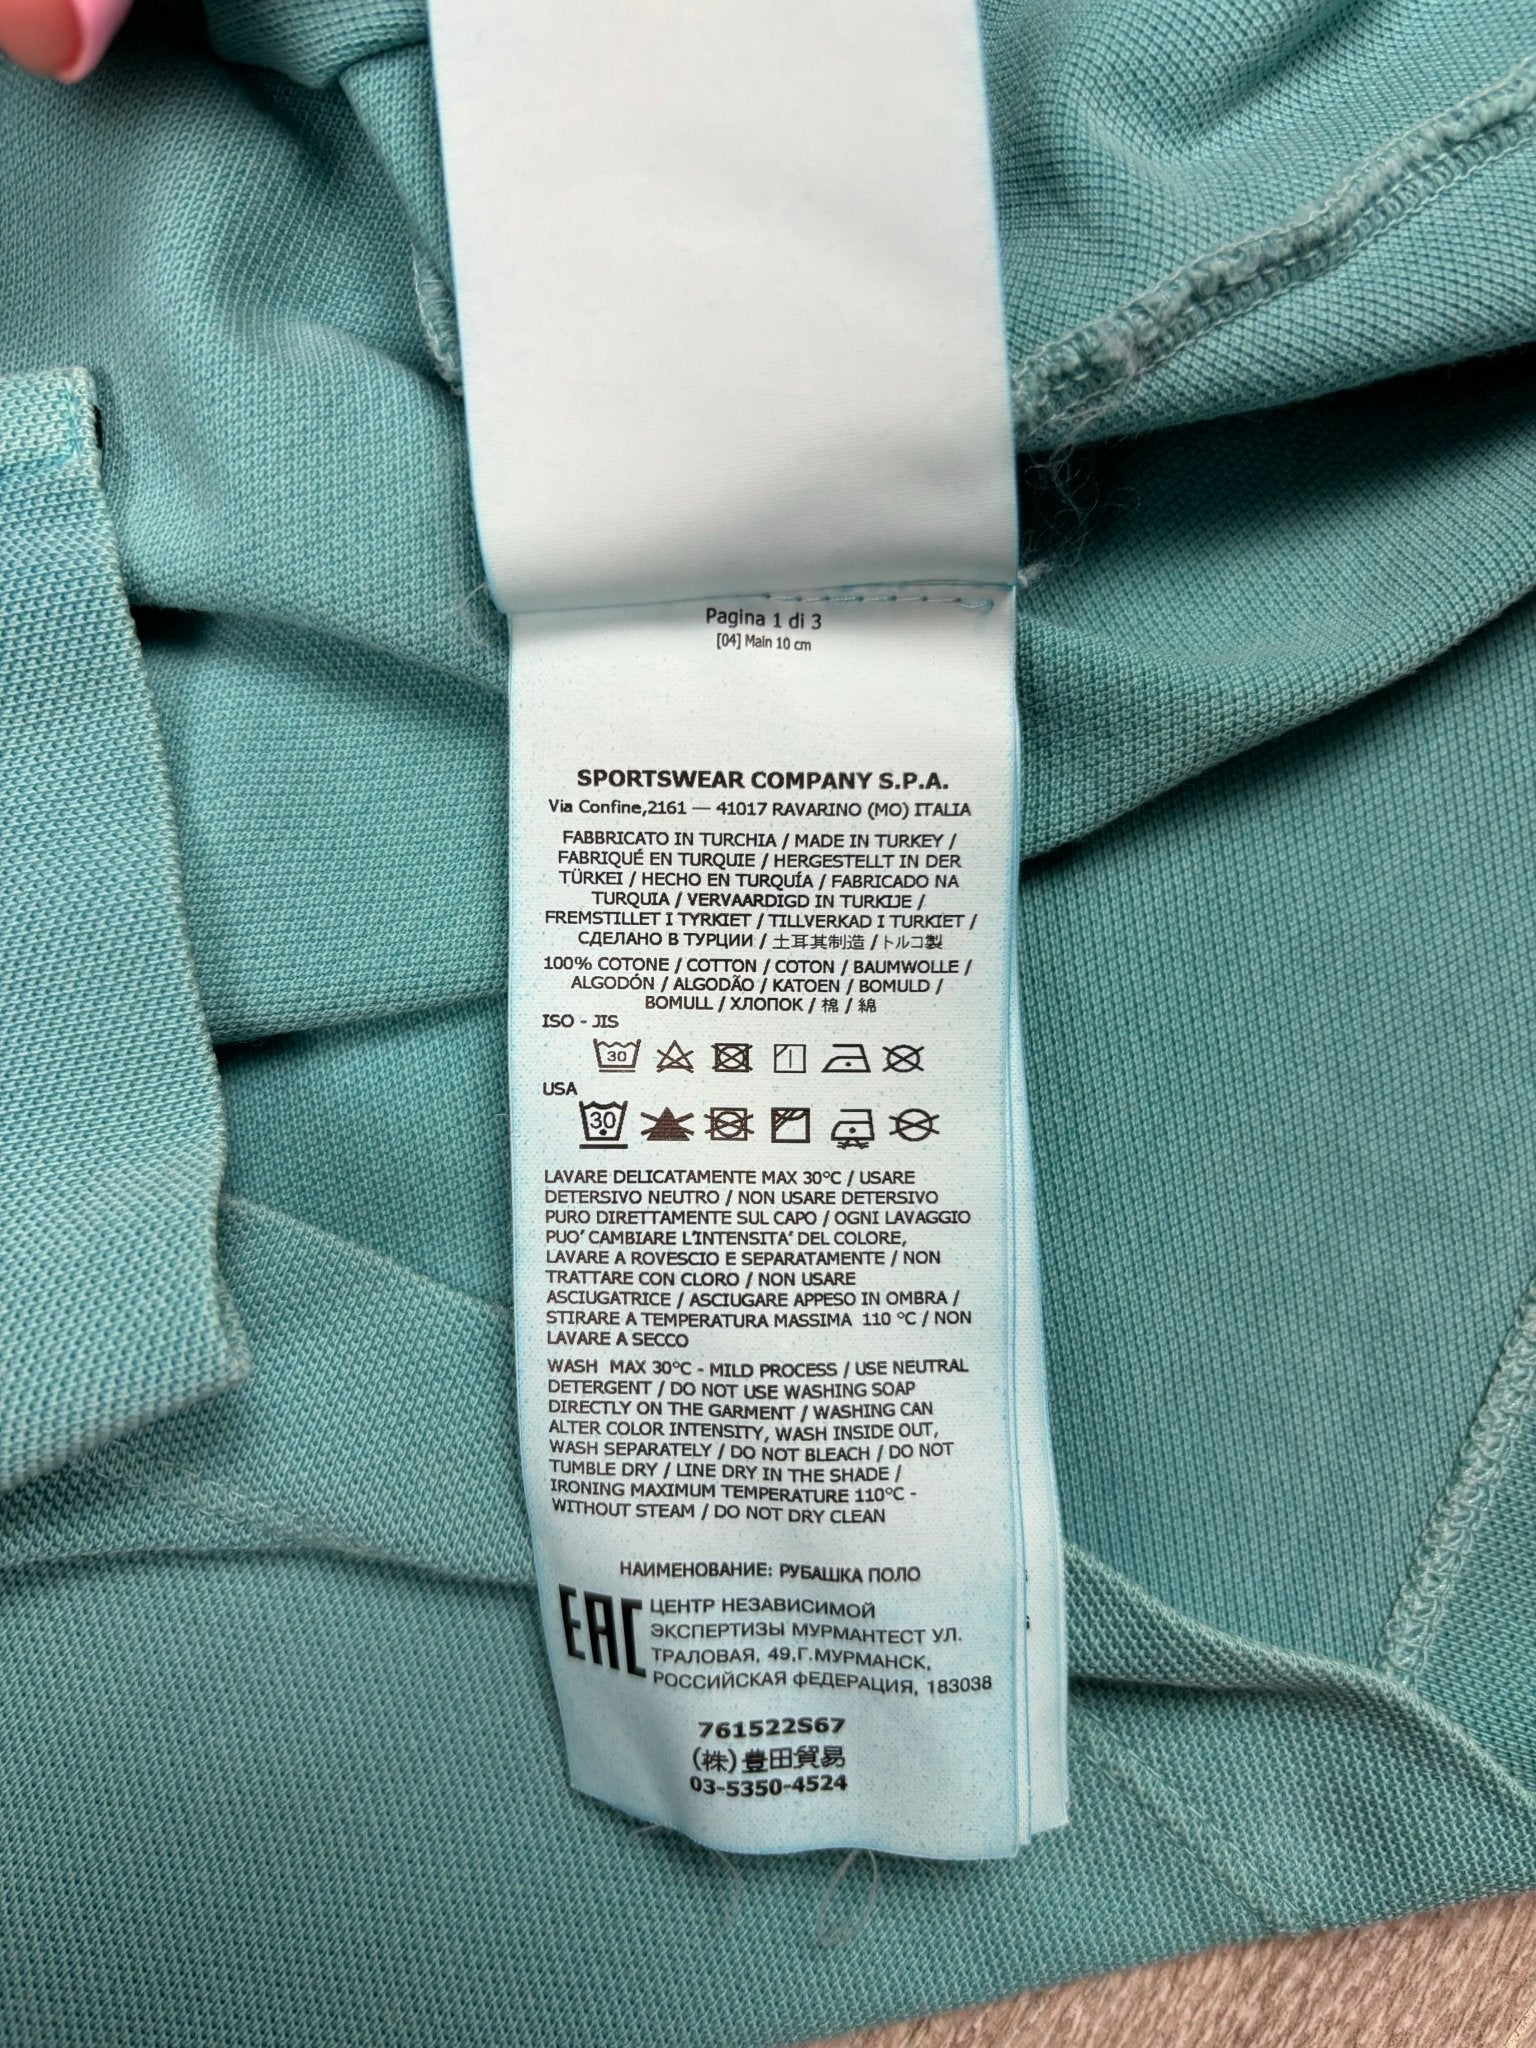 Pagina 1 di 3
[04] Main 10 cm
SPORTSWEAR COMPANY S.P.A.
Via Confine,2161 — 41017 RAVARINO (MO) ITALIA
FABBRICATO IN TURCHIA / MADE IN TURKEY /
FABRIQUÉ EN TURQUIE / HERGESTELLT IN DER
TÜRKEI / HECHO EN TURQUÍA / FABRICADO NA
TURQUIA / VERVAARDIGD IN TURKIJE /
FREMSTILLET I TYRKIET / TILLVERKAD I TURKIET /
СДЕЛАНО В ТУРЦИИ / 土耳其制造 / トルコ製
100% COTONE / COTTON / COTON / BAUMWOLLE /
ALGODÓN / ALGODÃO / KATOEN / BOMULD /
BOMULL / ХЛОПОК / 棉 / 綿
ISO - JIS
30
USA
30
LAVARE DELICATAMENTE MAX 30°C / USARE
DETERSIVO NEUTRO / NON USARE DETERSIVO
PURO DIRETTAMENTE SUL CAPO / OGNI LAVAGGIO
PUO' CAMBIARE L'INTENSITA' DEL COLORE,
LAVARE A ROVESCIO E SEPARATAMENTE / NON
TRATTARE CON CLORO / NON USARE
ASCIUGATRICE / ASCIUGARE APPESO IN OMBRA /
STIRARE A TEMPERATURA MASSIMA 110 °C / NON
LAVARE A SECCO
WASH MAX 30°C - MILD PROCESS / USE NEUTRAL
DETERGENT / DO NOT USE WASHING SOAP
DIRECTLY ON THE GARMENT / WASHING CAN
ALTER COLOR INTENSITY, WASH INSIDE OUT,
WASH SEPARATELY / DO NOT BLEACH / DO NOT
TUMBLE DRY / LINE DRY IN THE SHADE /
IRONING MAXIMUM TEMPERATURE 110°C -
WITHOUT STEAM / DO NOT DRY CLEAN
НАИМЕНОВАНИЕ: РУБАШКА ПОЛО
EAC ЦЕНТР НЕЗАВИСИМОЙ
ЭКСПЕРТИЗЫ МУРМАНТЕСТ УЛ.
ТРАЛОВАЯ, 49,Г.МУРМАНСК,
РОССИЙСКАЯ ФЕДЕРАЦИЯ, 183038
761522S67
(株)豊田貿易
03-5350-4524